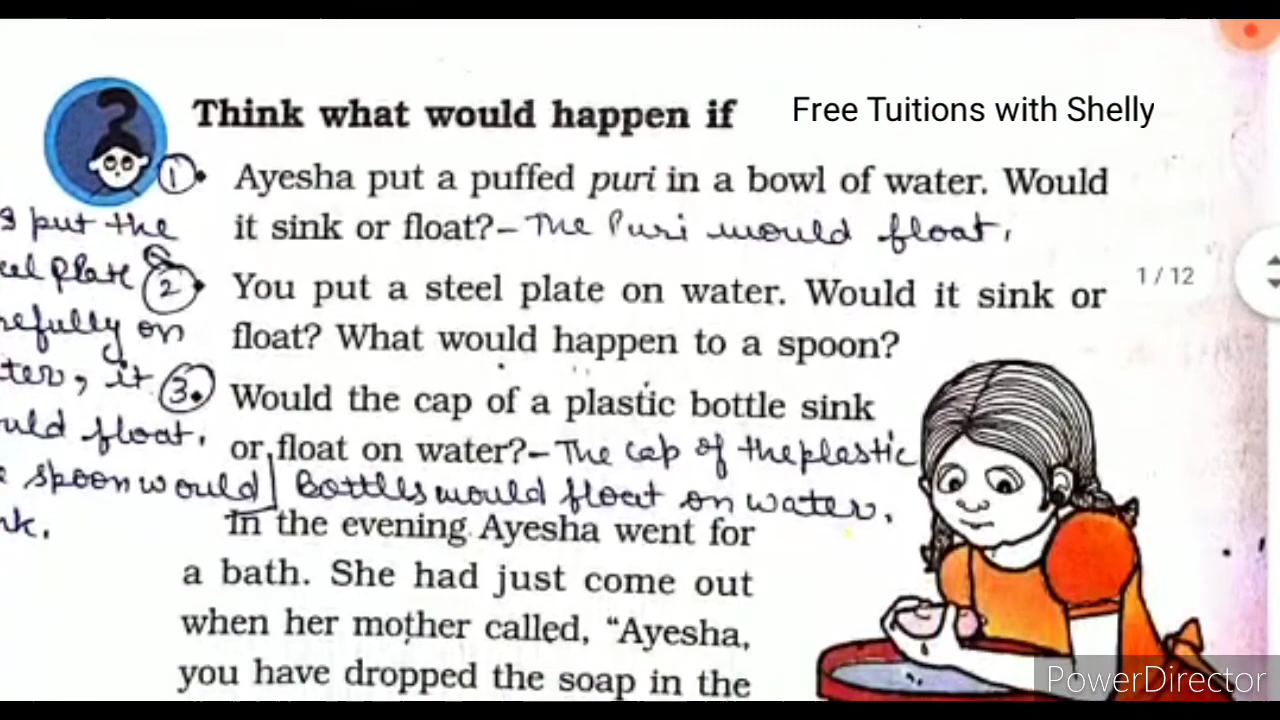 Think what would happen if
Free Tuitions with Shelly
1 • Ayesha put a puffed puri in a bowl of water. Would
it sink or float? - The Puri would float.
put the
plate
2 • You put a steel plate on water. Would it sink or
float? What would happen to a spoon?
on
1 / 12
it
3. Would the cap of a plastic bottle sink
or float on water? - The cap of the plastic
float.
spoon would
Bottles would float on water.
In the evening Ayesha went for
a bath. She had just come out
when her mother called, “Ayesha,
you have dropped the soap in the
PowerDirector